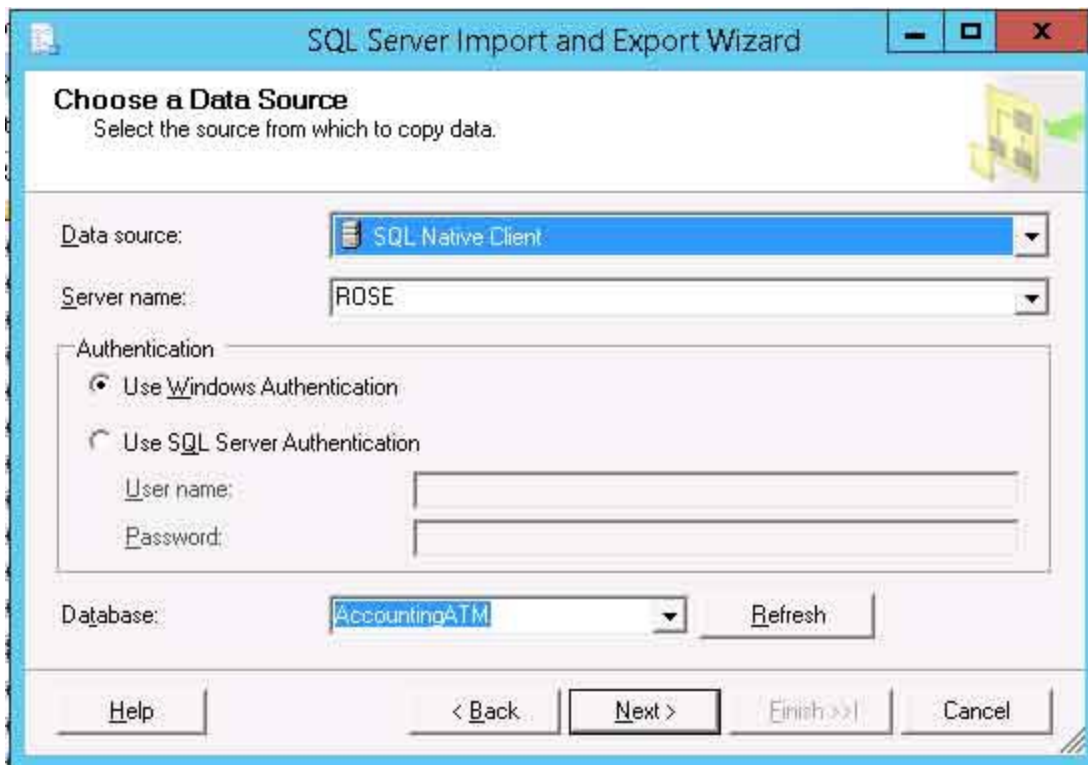 SQL Server Import and Export Wizard
Choose a Data Source
Select the source from which to copy data.
Data source: SQL Native Client
Server name: ROSE
Authentication
Use Windows Authentication
Use SQL Server Authentication
User name:
Password:
Database: AccountingATM Refresh
Help < Back Next > Finish >>| Cancel